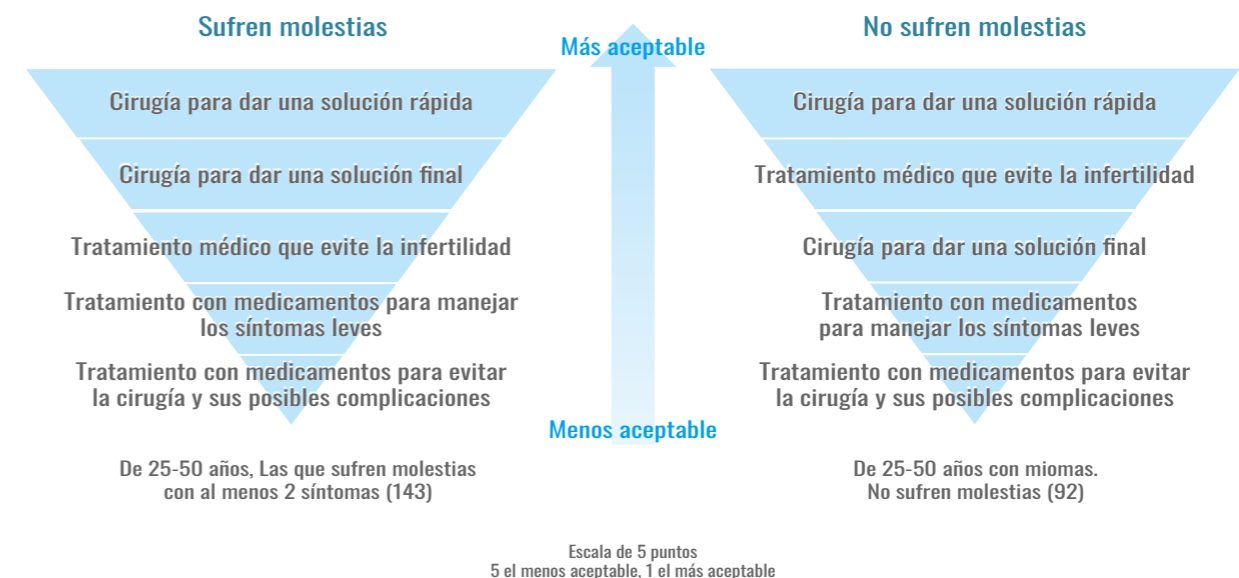 Sufren molestias
Cirugía para dar una solución rápida
Cirugía para dar una solución final
Tratamiento médico que evite la infertilidad
Tratamiento con medicamentos para manejar
los síntomas leves
Tratamiento con medicamentos para evitar
la cirugía y sus posibles complicaciones
De 25-50 años, Las que sufren molestias
con al menos 2 síntomas (143)
Más aceptable
Menos aceptable
No sufren molestias
Cirugía para dar una solución rápida
Tratamiento médico que evite la infertilidad
Cirugía para dar una solución final
Tratamiento con medicamentos
para manejar los síntomas leves
Tratamiento con medicamentos para evitar
la cirugía y sus posibles complicaciones
De 25-50 años con miomas.
No sufren molestias (92)
Escala de 5 puntos
5 el menos aceptable, 1 el más aceptable